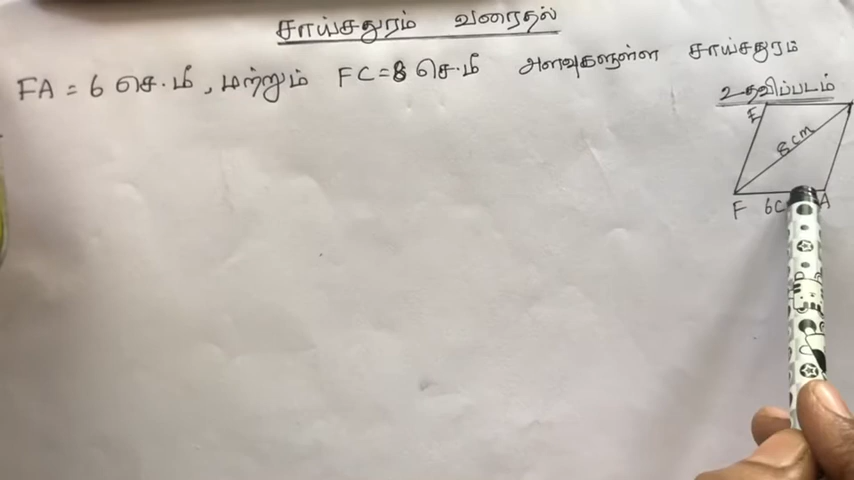 சாய்சதுரம் வரைதல்
FA = 6 செ.மீ , மற்றும் FC = 8 செ.மீ அளவுகளுள்ள சாய்சதுரம்
உதவிப்படம்
E
8cm
F 6c A